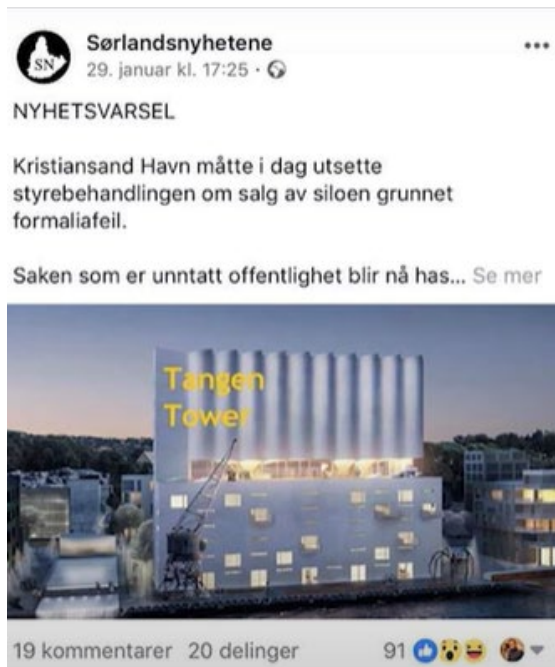 SN
Sørlandsnyhetene
29. januar kl. 17:25 ·
NYHETSVARSEL
Kristiansand Havn måtte i dag utsette
styrebehandlingen om salg av siloen grunnet
formaliafeil.
Saken som er unntatt offentlighet blir nå has... Se mer
Tangen
Tower
19 kommentarer 20 delinger 91